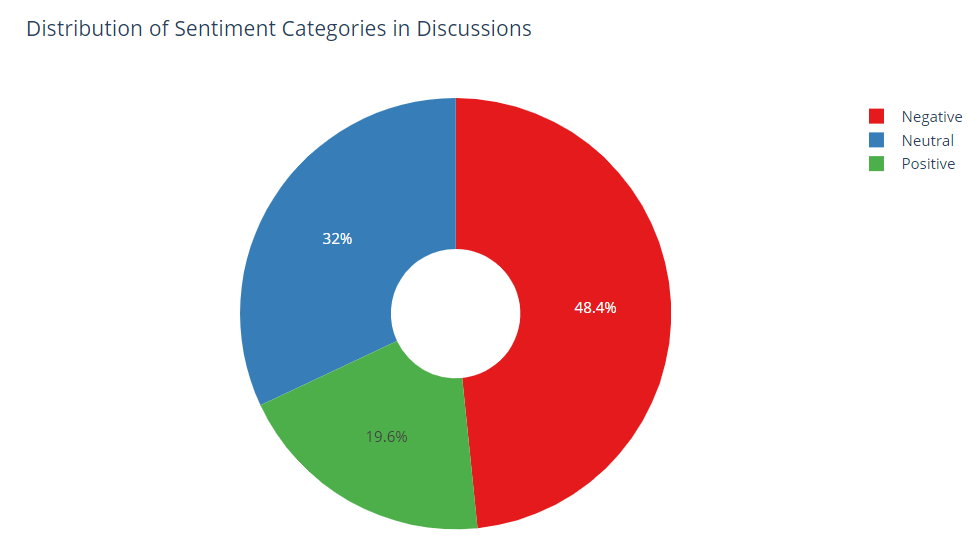 Distribution of Sentiment Categories in Discussions
Negative
Neutral
Positive
32%
48.4%
19.6%